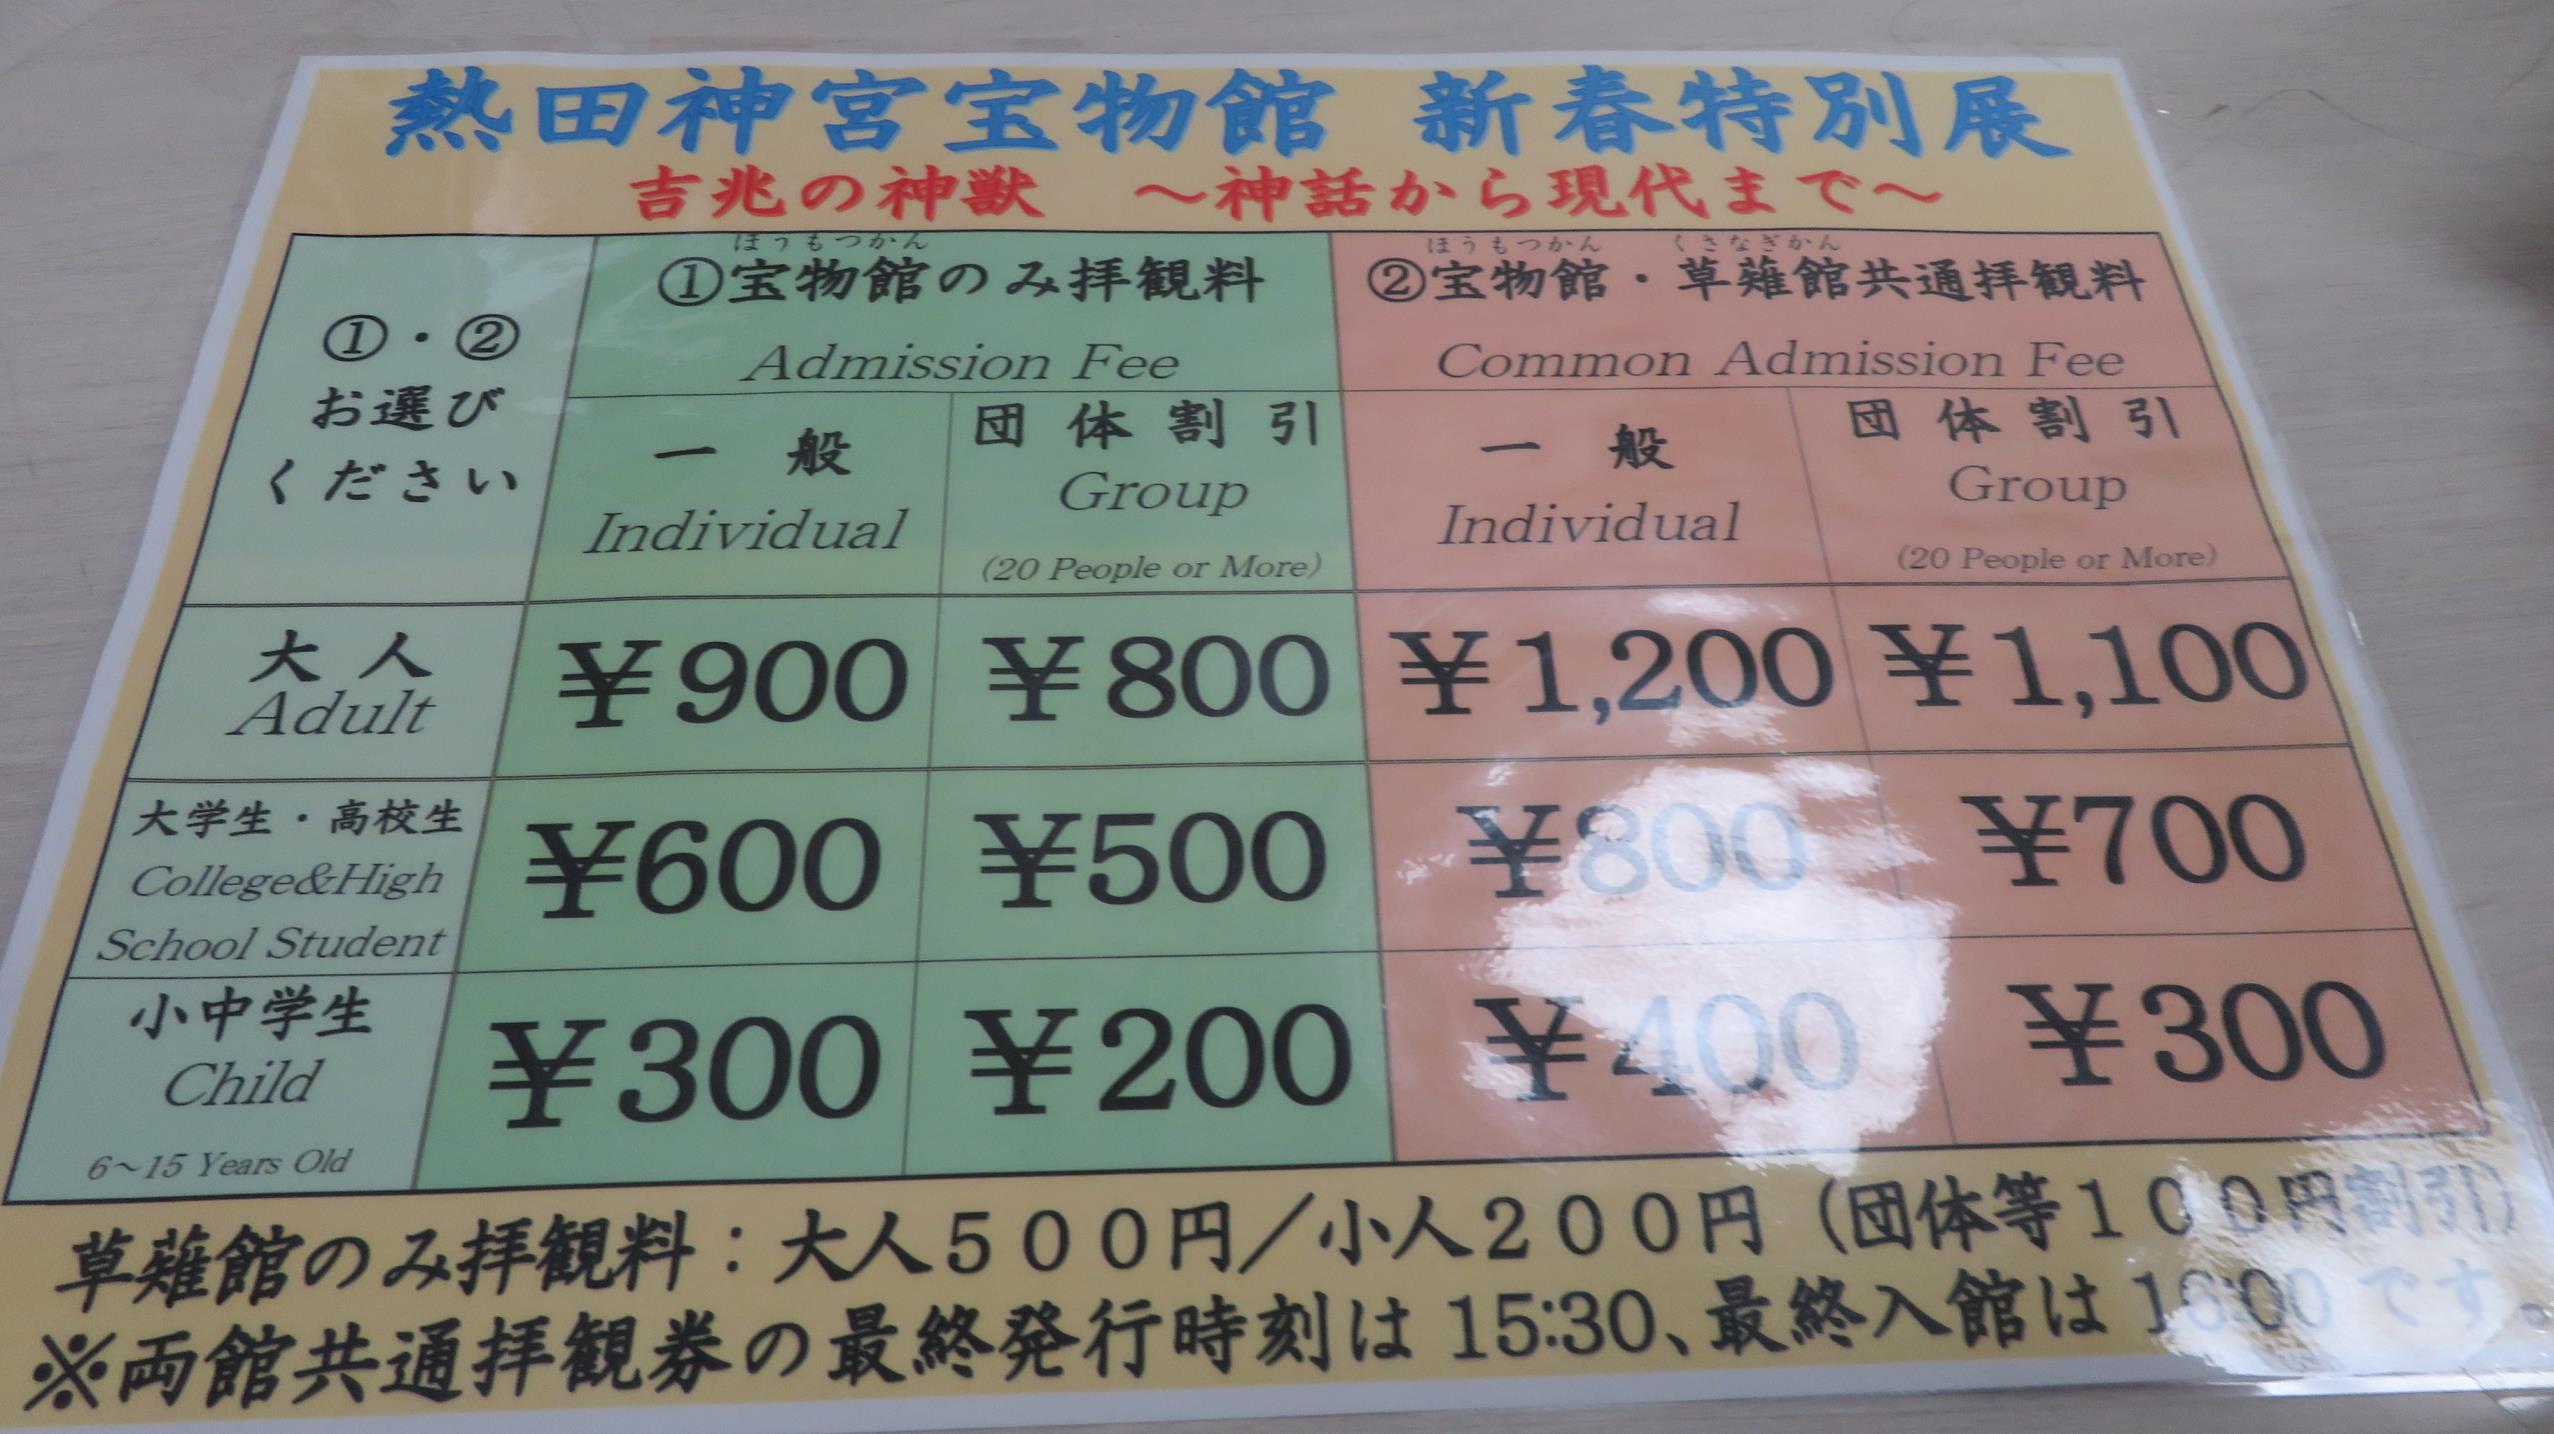 熱田神宮宝物館 新春特別展
吉兆の神獣 ～神話から現代まで～
①・②
お選び
ください
ほうもつかん
①宝物館のみ拝観料
Admission Fee
ほうもつかん くさなぎかん
②宝物館・草薙館共通拝観料
Common Admission Fee
一般
Individual
団体割引
Group
(20 People or More)
一般
Individual
団体割引
Group
(20 People or More)
大人
Adult
¥900
¥800
¥1,200
¥1,100
大学生・高校生
College&High
School Student
¥600
¥500
¥800
¥700
小中学生
Child
6～15 Years Old
¥300
¥200
¥400
¥300
草薙館のみ拝観料：大人５００円／小人２００円（団体等１００円割引）
※両館共通拝観券の最終発行時刻は 15:30、最終入館は 16:00 です。